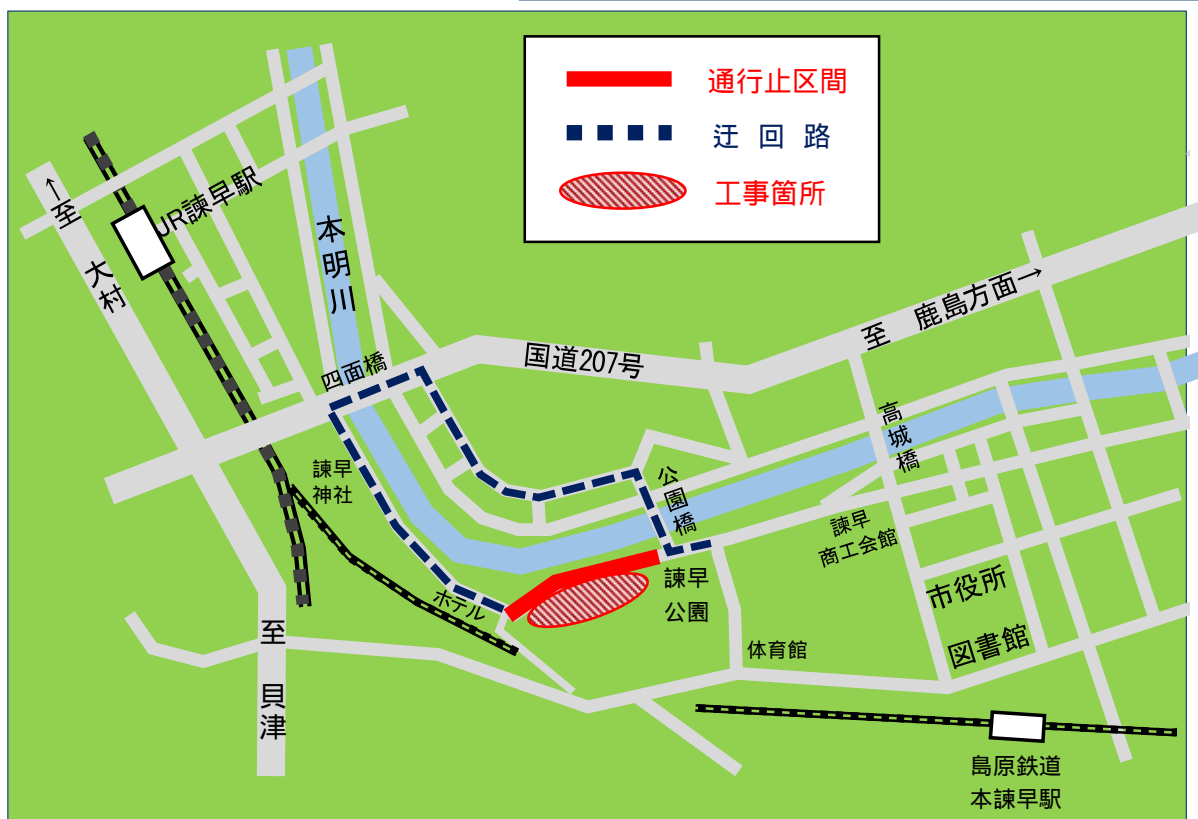 通行止区間
迂回路
工事箇所
←至
大村
JR諫早駅
本明川
四面橋
国道207号
至 鹿島方面→
高城橋
諫早
神社
公園橋
諫早
商工会館
諫早
公園
ホテル
市役所
図書館
体育館
至
貝津
島原鉄道
本諫早駅